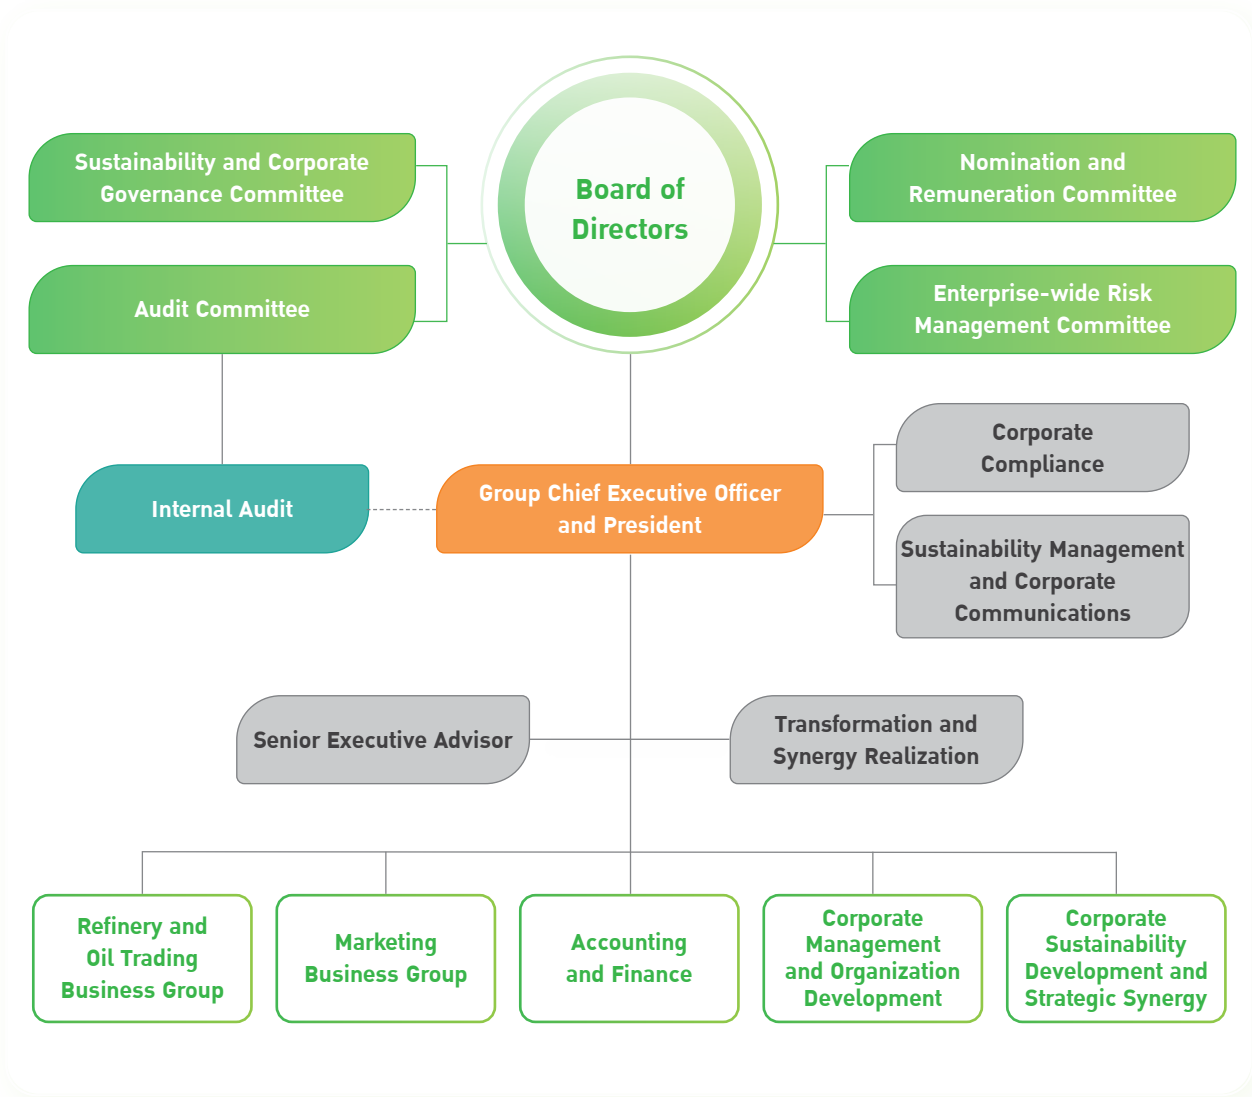 Board of
Directors
Sustainability and Corporate
Governance Committee
Nomination and
Remuneration Committee
Audit Committee
Enterprise-wide Risk
Management Committee
Corporate
Compliance
Internal Audit
Group Chief Executive Officer
and President
Sustainability Management
and Corporate
Communications
Senior Executive Advisor
Transformation and
Synergy Realization
Refinery and
Oil Trading
Business Group
Marketing
Business Group
Accounting
and Finance
Corporate
Management
and Organization
Development
Corporate
Sustainability
Development and
Strategic Synergy